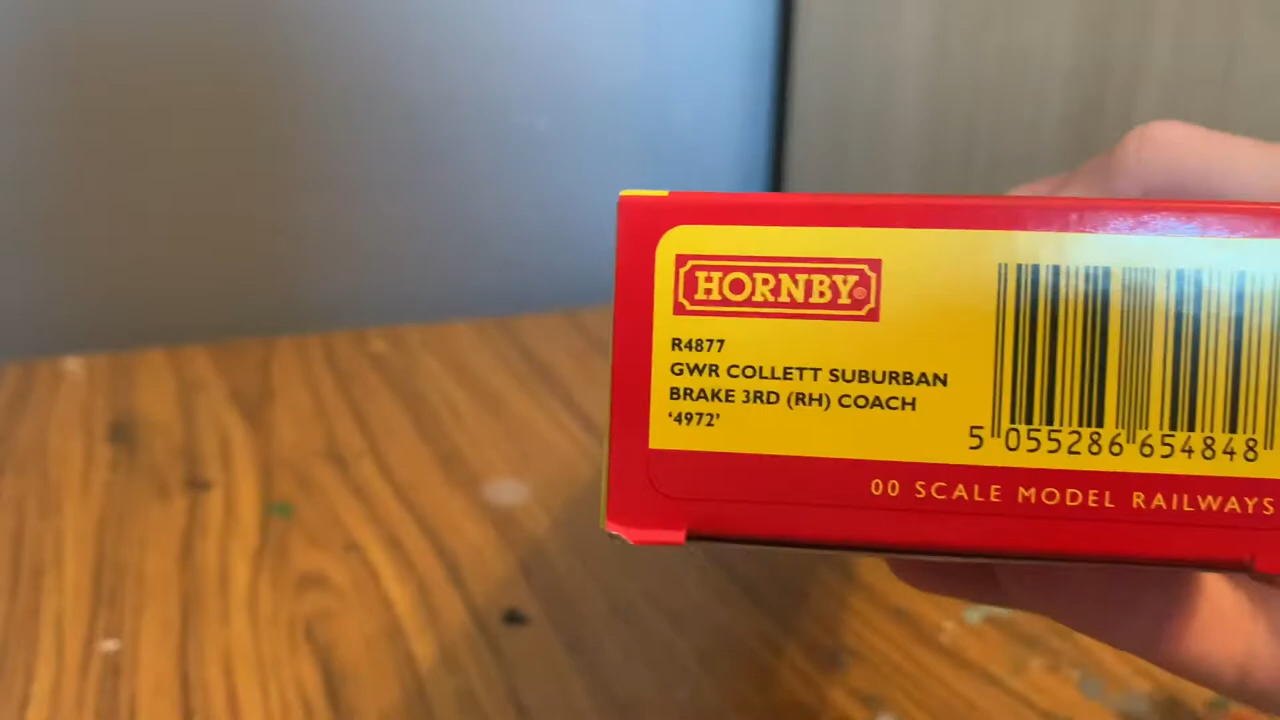 HORNBY
R4877
GWR COLLETT SUBURBAN
BRAKE 3RD (RH) COACH
‘4972’
5 055286 654848
00 SCALE MODEL RAILWAYS